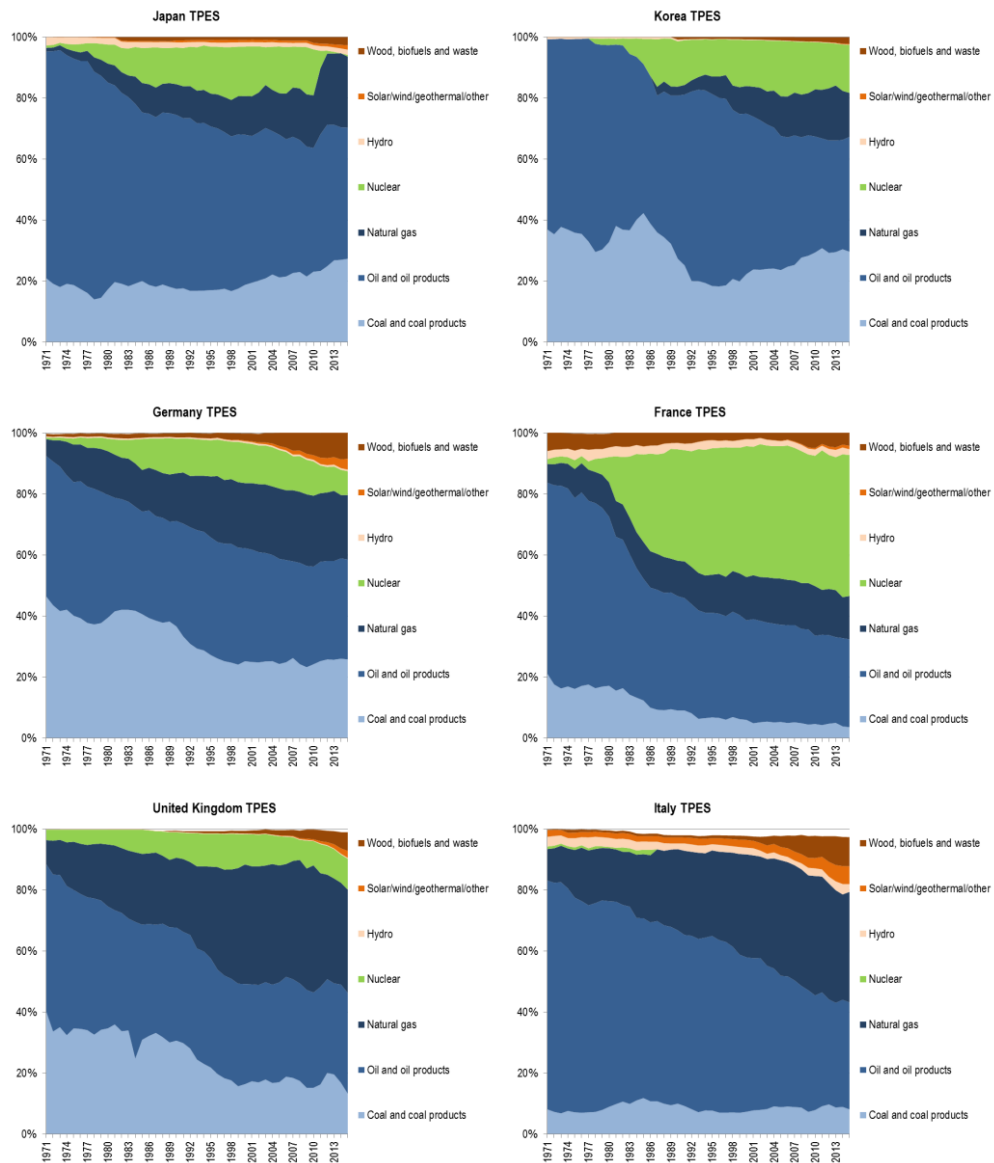 Japan TPES
100%
80%
60%
40%
20%
0%
1971
1974
1977
1980
1983
1986
1989
1992
1995
1998
2001
2004
2007
2010
2013
Wood, biofuels and waste
Solar/wind/geothermal/other
Hydro
Nuclear
Natural gas
Oil and oil products
Coal and coal products
Korea TPES
100%
80%
60%
40%
20%
0%
1971
1974
1977
1980
1983
1986
1989
1992
1995
1998
2001
2004
2007
2010
2013
Wood, biofuels and waste
Solar/wind/geothermal/other
Hydro
Nuclear
Natural gas
Oil and oil products
Coal and coal products
Germany TPES
100%
80%
60%
40%
20%
0%
1971
1974
1977
1980
1983
1986
1989
1992
1995
1998
2001
2004
2007
2010
2013
Wood, biofuels and waste
Solar/wind/geothermal/other
Hydro
Nuclear
Natural gas
Oil and oil products
Coal and coal products
France TPES
100%
80%
60%
40%
20%
0%
1971
1974
1977
1980
1983
1986
1989
1992
1995
1998
2001
2004
2007
2010
2013
Wood, biofuels and waste
Solar/wind/geothermal/other
Hydro
Nuclear
Natural gas
Oil and oil products
Coal and coal products
United Kingdom TPES
100%
80%
60%
40%
20%
0%
1971
1974
1977
1980
1983
1986
1989
1992
1995
1998
2001
2004
2007
2010
2013
Wood, biofuels and waste
Solar/wind/geothermal/other
Hydro
Nuclear
Natural gas
Oil and oil products
Coal and coal products
Italy TPES
100%
80%
60%
40%
20%
0%
1971
1974
1977
1980
1983
1986
1989
1992
1995
1998
2001
2004
2007
2010
2013
Wood, biofuels and waste
Solar/wind/geothermal/other
Hydro
Nuclear
Natural gas
Oil and oil products
Coal and coal products